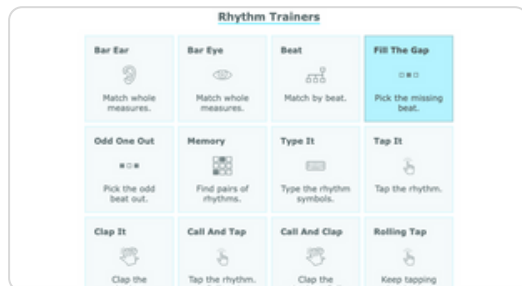 Rhythm Trainers
Bar Ear
Match whole
measures.
Bar Eye
Match whole
measures.
Beat
Match by beat.
Fill The Gap
Pick the missing
beat.
Odd One Out
Pick the odd
beat out.
Memory
Find pairs of
rhythms.
Type It
Type the rhythm
symbols.
Tap It
Tap the rhythm.
Clap It
Clap the
Call And Tap
Tap the rhythm.
Call And Clap
Clap the
Rolling Tap
Keep tapping